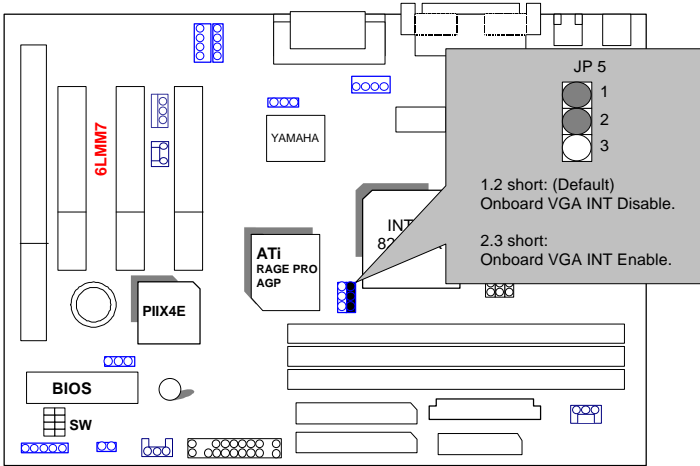 JP 5
1
2
3
1.2 short: (Default)
Onboard VGA INT Disable.
2.3 short:
Onboard VGA INT Enable.
6LMM7
YAMAHA
ATi
RAGE PRO
AGP
PIIX4E
BIOS
SW